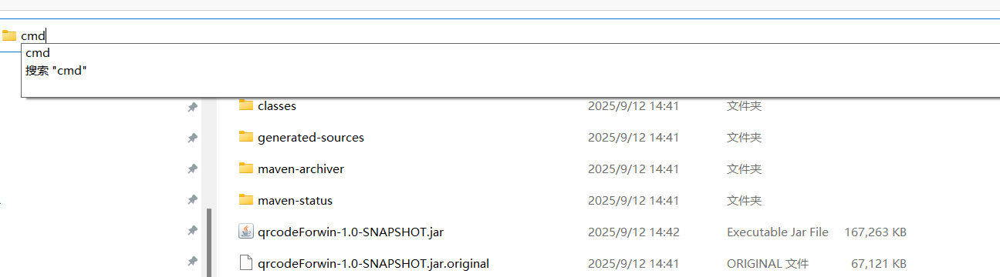 cmd
cmd
搜索 "cmd"
classes 2025/9/12 14:41 文件夹
generated-sources 2025/9/12 14:41 文件夹
maven-archiver 2025/9/12 14:41 文件夹
maven-status 2025/9/12 14:41 文件夹
qrcodeForwin-1.0-SNAPSHOT.jar 2025/9/12 14:42 Executable Jar File 167,263 KB
qrcodeForwin-1.0-SNAPSHOT.jar.original 2025/9/12 14:41 ORIGINAL 文件 67,121 KB